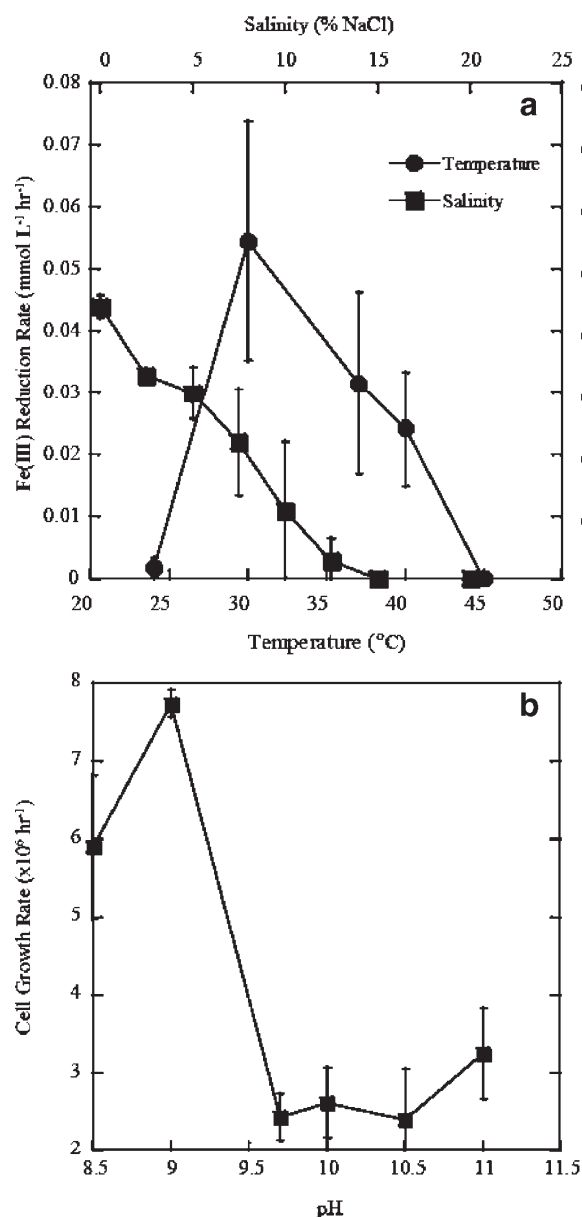 Salinity (% NaCl)
0 5 10 15 20 25
0.08
0.07
0.06
0.05
0.04
0.03
0.02
0.01
0
a
Temperature
Salinity
Fe(III) Reduction Rate (mmol L⁻¹ hr⁻¹)
20 25 30 35 40 45 50
Temperature (°C)
8
7
6
5
4
3
2
b
Cell Growth Rate (x10⁶ hr⁻¹)
8.5 9 9.5 10 10.5 11 11.5
pH